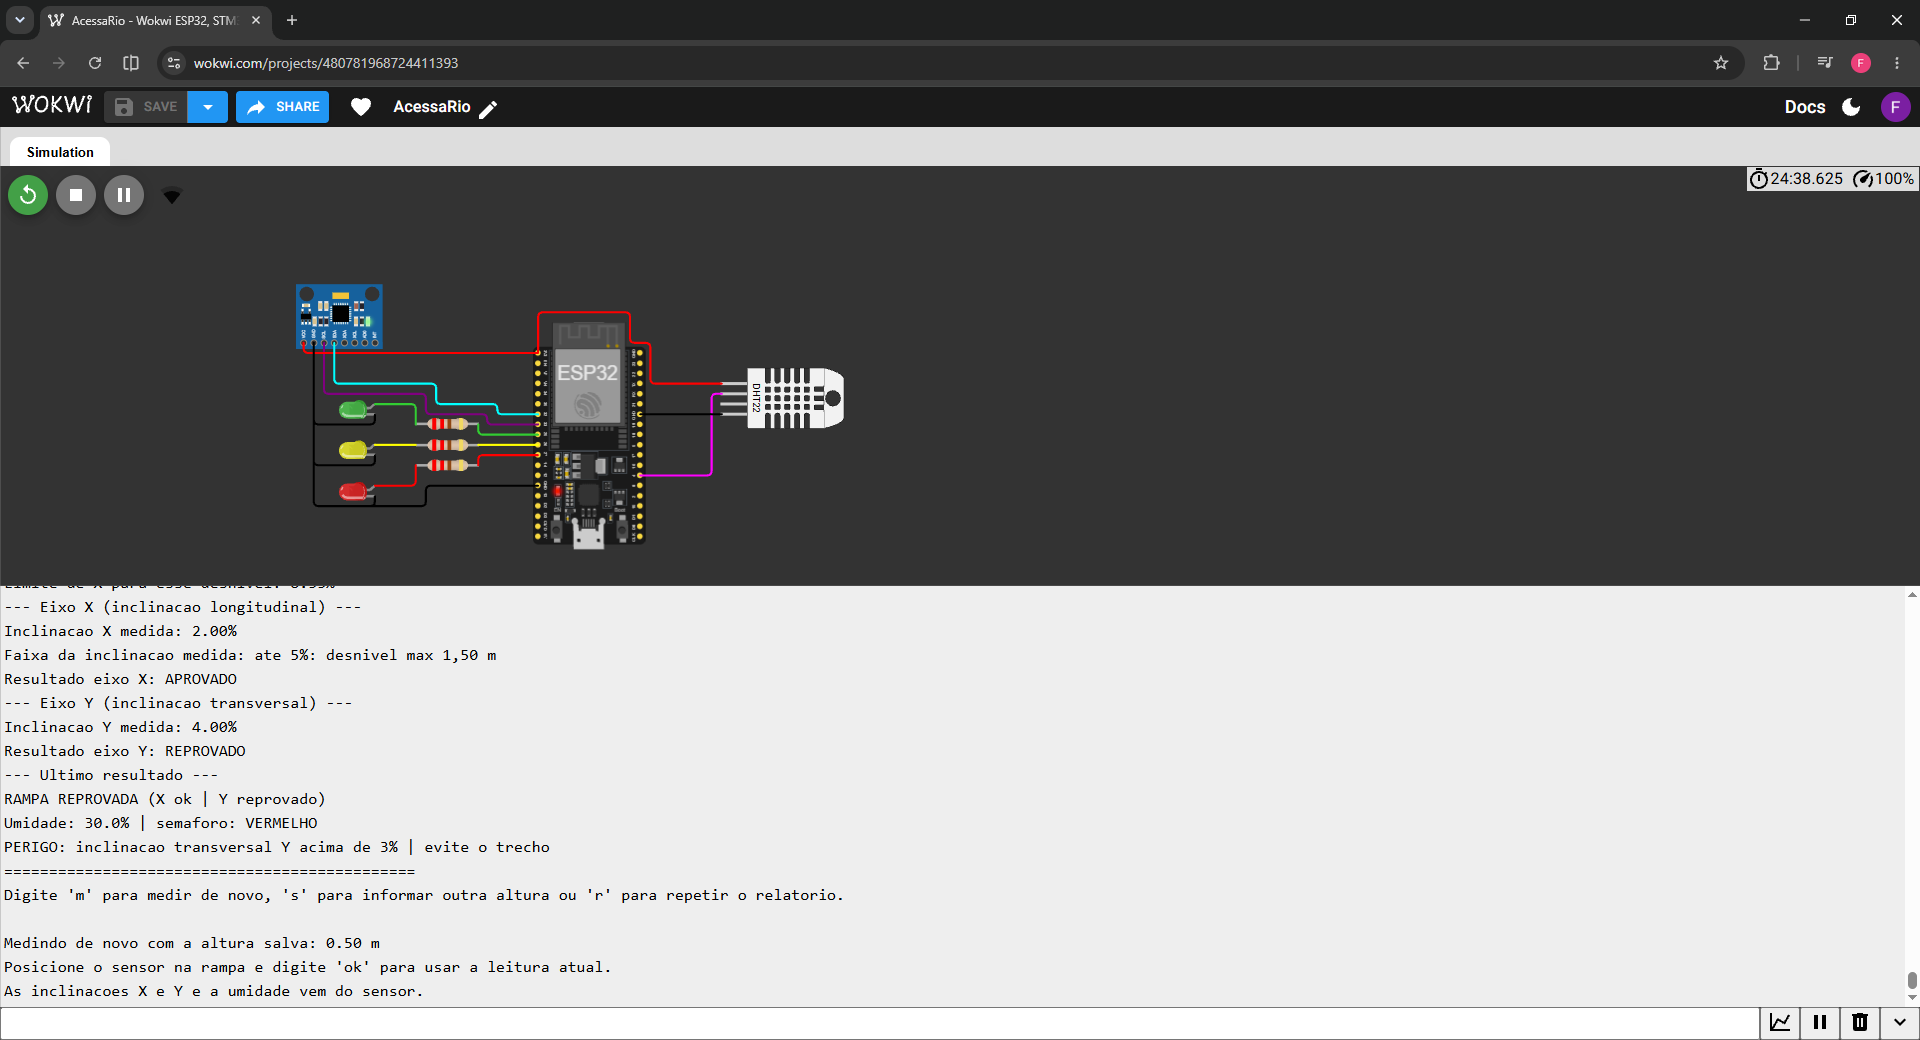 AcessaRio - Wokwi ESP32, STM
wokwi.com/projects/480781968724411393
F
WOKWI
SAVE
SHARE
AcessaRio
Docs
F
Simulation
24:38.625
100%
ESP32
DHT22
--- Eixo X (inclinacao longitudinal) ---
Inclinacao X medida: 2.00%
Faixa da inclinacao medida: ate 5%: desnivel max 1,50 m
Resultado eixo X: APROVADO
--- Eixo Y (inclinacao transversal) ---
Inclinacao Y medida: 4.00%
Resultado eixo Y: REPROVADO
--- Ultimo resultado ---
RAMPA REPROVADA (X ok | Y reprovado)
Umidade: 30.0% | semaforo: VERMELHO
PERIGO: inclinacao transversal Y acima de 3% | evite o trecho
==============================================
Digite 'm' para medir de novo, 's' para informar outra altura ou 'r' para repetir o relatorio.
Medindo de novo com a altura salva: 0.50 m
Posicione o sensor na rampa e digite 'ok' para usar a leitura atual.
As inclinacoes X e Y e a umidade vem do sensor.